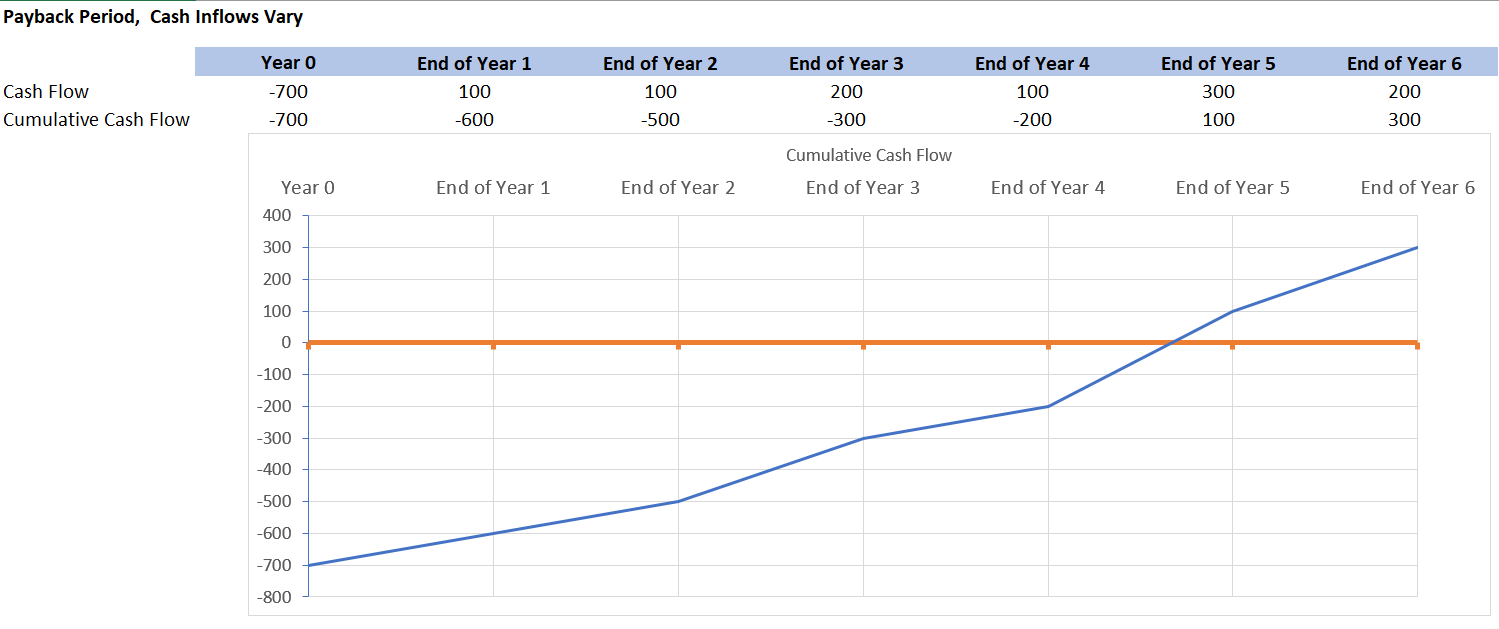 Payback Period,  Cash Inflows Vary
Year 0 End of Year 1 End of Year 2 End of Year 3 End of Year 4 End of Year 5 End of Year 6
Cash Flow -700 100 100 200 100 300 200
Cumulative Cash Flow -700 -600 -500 -300 -200 100 300
Cumulative Cash Flow
Year 0 End of Year 1 End of Year 2 End of Year 3 End of Year 4 End of Year 5 End of Year 6
400
300
200
100
0
-100
-200
-300
-400
-500
-600
-700
-800